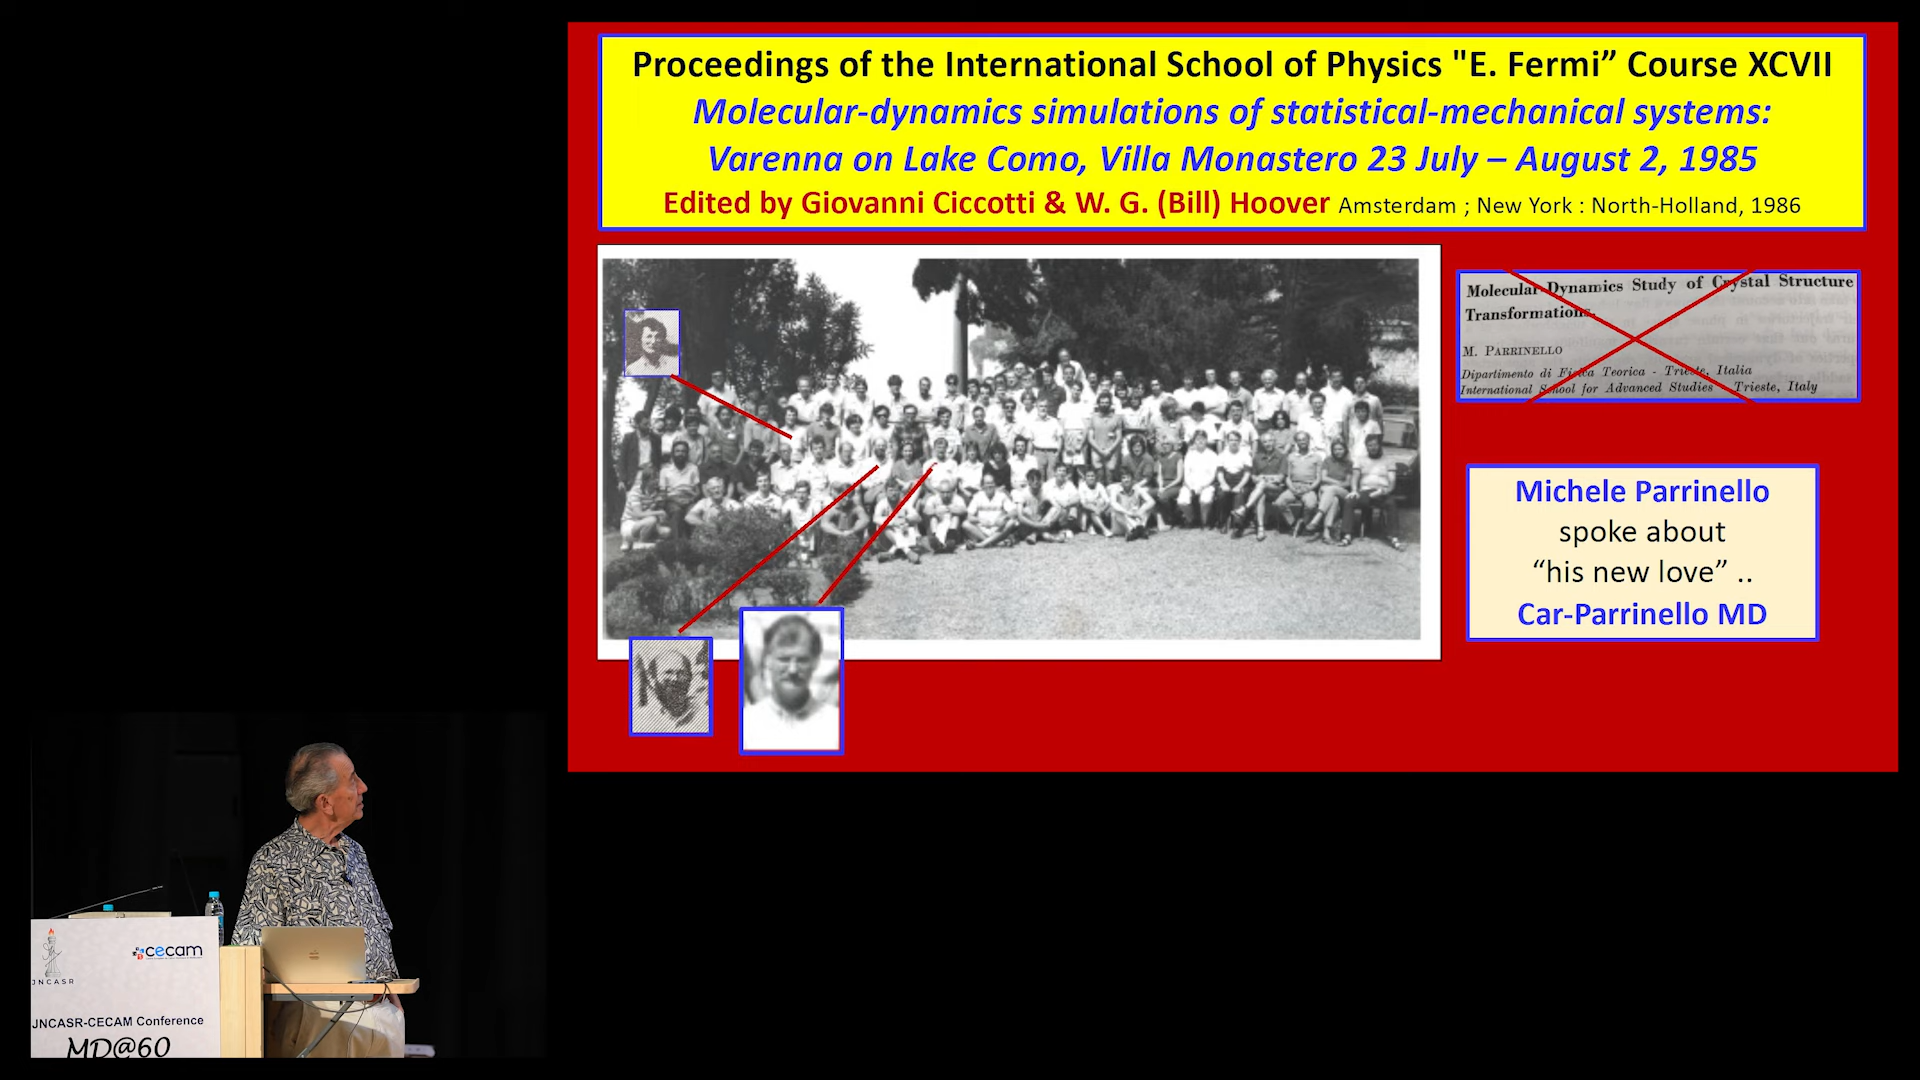 Proceedings of the International School of Physics "E. Fermi” Course XCVII
Molecular-dynamics simulations of statistical-mechanical systems:
Varenna on Lake Como, Villa Monastero 23 July – August 2, 1985
Edited by Giovanni Ciccotti & W. G. (Bill) Hoover Amsterdam ; New York : North-Holland, 1986
Molecular-Dynamics Study of Crystal Structure
Transformations.
M. PARRINELLO
Dipartimento di Fisica Teorica - Trieste, Italia
International School for Advanced Studies - Trieste, Italy
Michele Parrinello
spoke about
“his new love” ..
Car-Parrinello MD
cecam
JNCASR
JNCASR-CECAM Conference
MD@60